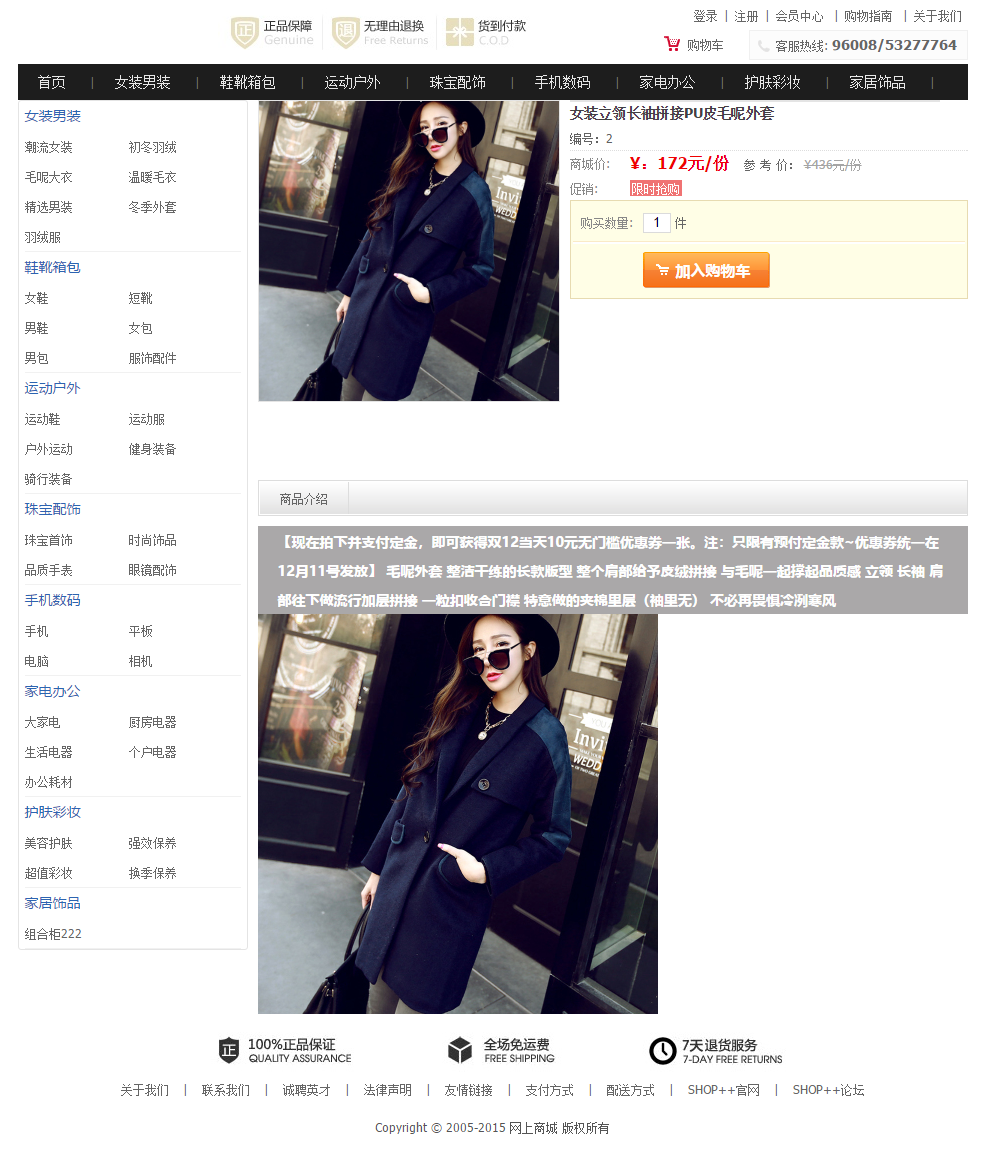 登录 | 注册 | 会员中心 | 购物指南 | 关于我们
正品保障 Genuine
无理由退换 Free Returns
货到付款 C.O.D
购物车
客服热线: 96008/53277764
首页 | 女装男装 | 鞋靴箱包 | 运动户外 | 珠宝配饰 | 手机数码 | 家电办公 | 护肤彩妆 | 家居饰品 |
女装男装
潮流女装 初冬羽绒
毛呢大衣 温暖毛衣
精选男装 冬季外套
羽绒服
鞋靴箱包
女鞋 短靴
男鞋 女包
男包 服饰配件
运动户外
运动鞋 运动服
户外运动 健身装备
骑行装备
珠宝配饰
珠宝首饰 时尚饰品
品质手表 眼镜配饰
手机数码
手机 平板
电脑 相机
家电办公
大家电 厨房电器
生活电器 个户电器
办公耗材
护肤彩妆
美容护肤 强效保养
超值彩妆 换季保养
家居饰品
组合柜222
女装立领长袖拼接PU皮毛呢外套
编号：2
商城价: ¥：172元/份 参 考 价： ¥436元/份
促销: 限时抢购
购买数量: 1 件
加入购物车
商品介绍
【现在拍下并支付定金，即可获得双12当天10元无门槛优惠券一张。注：只限有预付定金款~优惠券统一在
12月11号发放】 毛呢外套 整洁干练的长款版型 整个肩部给予皮绒拼接 与毛呢一起撑起品质感 立领 长袖 肩
部往下做流行加层拼接 一粒扣收合门襟 特意做的夹棉里层（袖里无） 不必再畏惧冷冽寒风
Invi
WEDD
100%正品保证 QUALITY ASSURANCE
全场免运费 FREE SHIPPING
7天退货服务 7-DAY FREE RETURNS
关于我们 | 联系我们 | 诚聘英才 | 法律声明 | 友情链接 | 支付方式 | 配送方式 | SHOP++官网 | SHOP++论坛
Copyright © 2005-2015 网上商城 版权所有